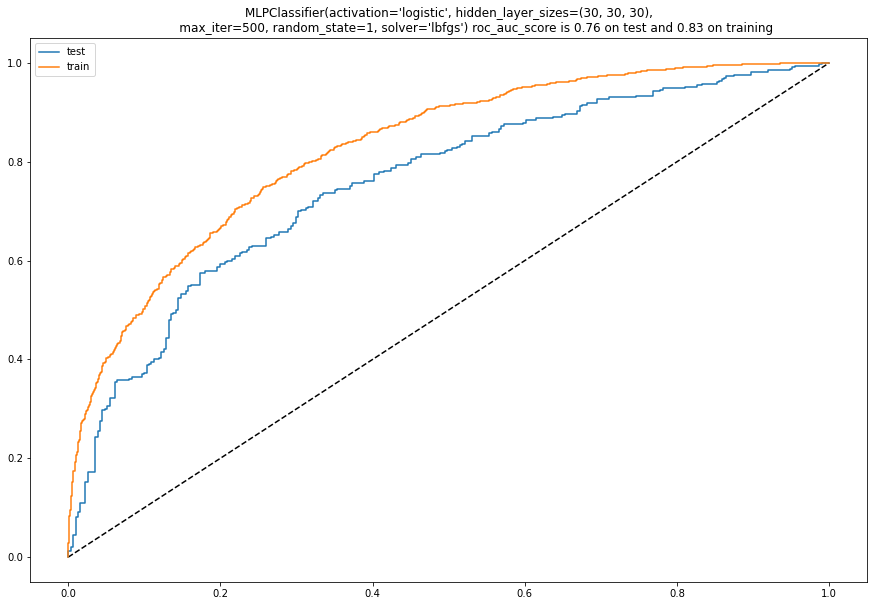 MLPClassifier(activation='logistic', hidden_layer_sizes=(30, 30, 30),
max_iter=500, random_state=1, solver='lbfgs') roc_auc_score is 0.76 on test and 0.83 on training
test
train
1.0
0.8
0.6
0.4
0.2
0.0
0.0 0.2 0.4 0.6 0.8 1.0